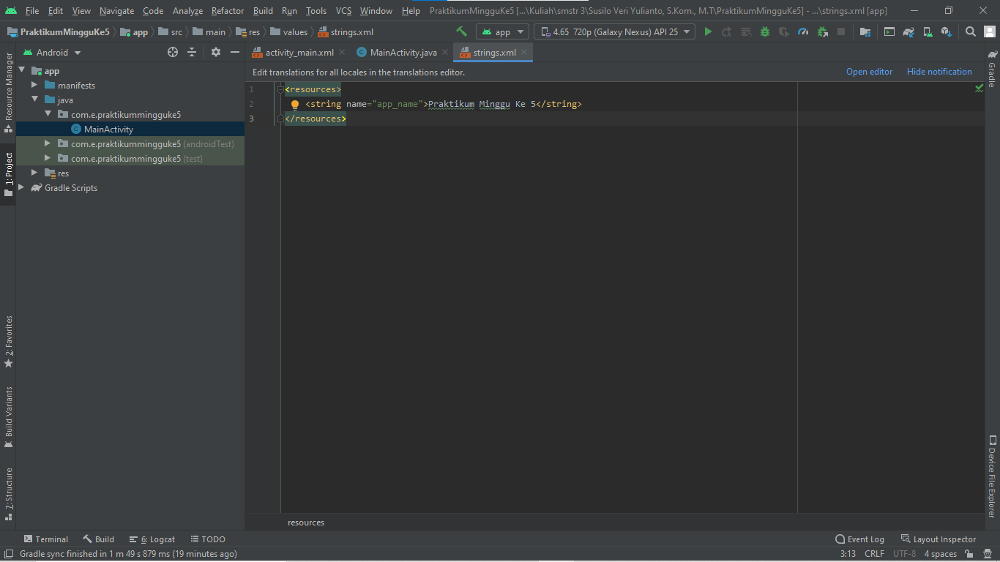 File Edit View Navigate Code Analyze Refactor Build Run Tools VCS Window Help PraktikumMingguKe5 [...\Kuliah\smstr 3\Susilo Veri Yulianto, S.Kom., M.T\PraktikumMingguKe5] - ...\strings.xml [app]
PraktikumMingguKe5 app src main res values strings.xml app 4.65 720p (Galaxy Nexus) API 25
Android
activity_main.xml MainActivity.java strings.xml
Edit translations for all locales in the translations editor. Open editor Hide notification
app
manifests
java
com.e.praktikummingguke5
MainActivity
com.e.praktikummingguke5 (androidTest)
com.e.praktikummingguke5 (test)
res
Gradle Scripts
1 <resources>
2 <string name="app_name">Praktikum Minggu Ke 5</string>
3 </resources>
resources
Resource Manager
1: Project
2: Favorites
Build Variants
7: Structure
Gradle
Device File Explorer
Terminal Build 6: Logcat TODO Event Log Layout Inspector
Gradle sync finished in 1 m 49 s 879 ms (19 minutes ago) 3:13 CRLF UTF-8 4 spaces